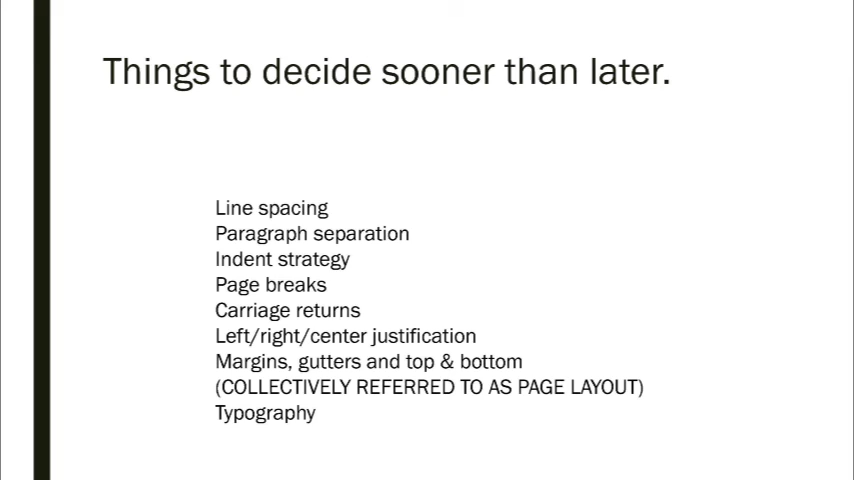 Things to decide sooner than later.
Line spacing
Paragraph separation
Indent strategy
Page breaks
Carriage returns
Left/right/center justification
Margins, gutters and top & bottom
(COLLECTIVELY REFERRED TO AS PAGE LAYOUT)
Typography